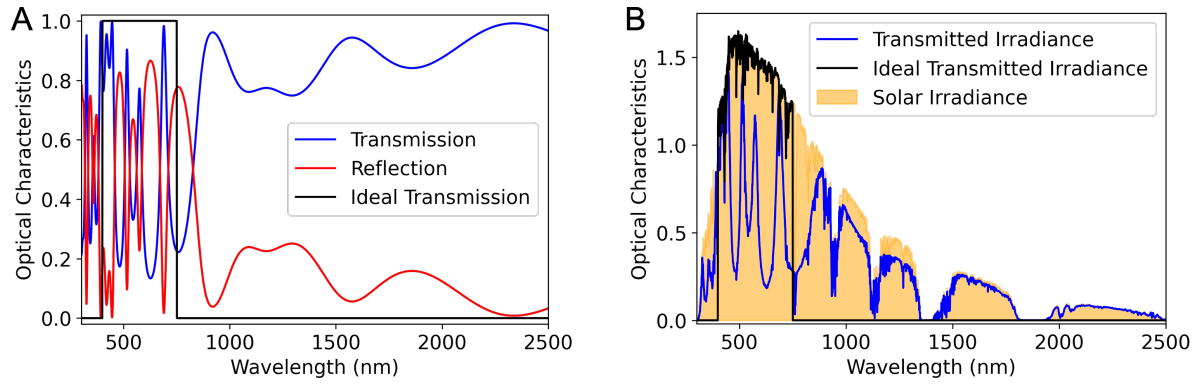 A
Optical Characteristics
1.0
0.8
0.6
0.4
0.2
0.0
Transmission
Reflection
Ideal Transmission
500
1000
1500
2000
2500
Wavelength (nm)
B
Optical Characteristics
1.5
1.0
0.5
0.0
Transmitted Irradiance
Ideal Transmitted Irradiance
Solar Irradiance
500
1000
1500
2000
2500
Wavelength (nm)